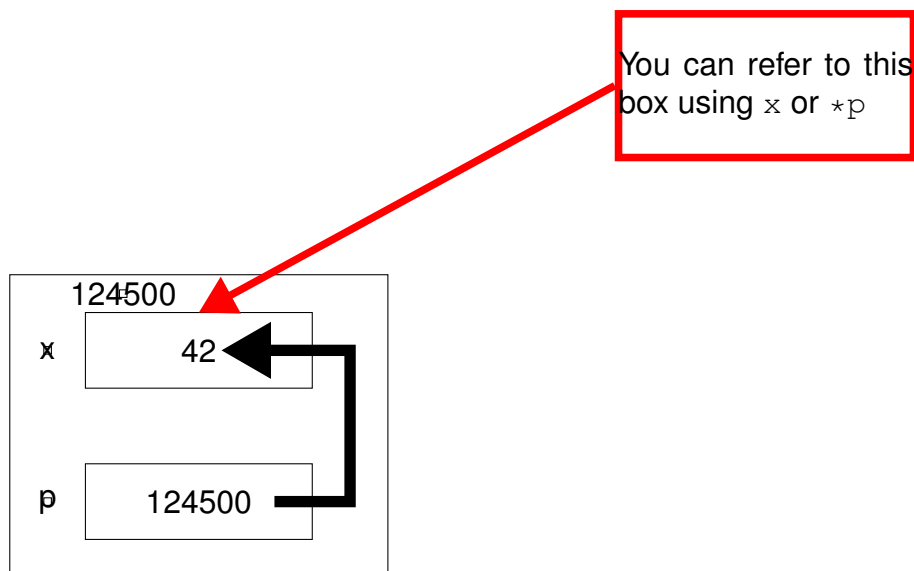 You can refer to this
box using x or *p
124500
x 42
p 124500